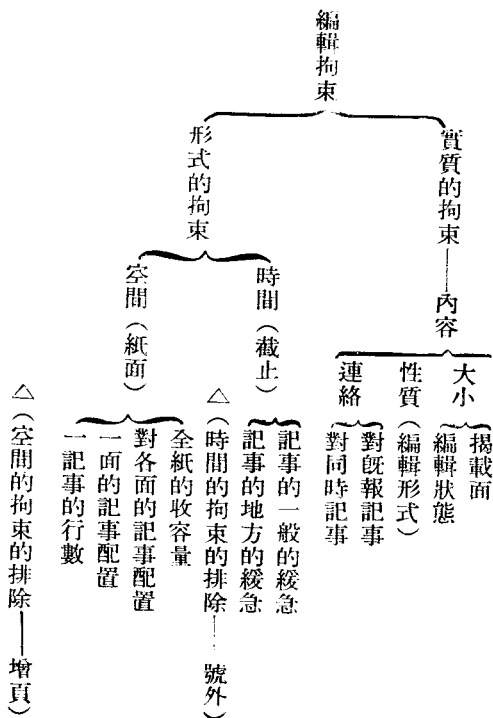 編輯拘束
實質的拘束——內容
大小
揭載面
編輯狀態
性質（編輯形式）
連絡
對旣報記事
對同時記事
形式的拘束
時間（截止）
記事的一般的緩急
記事的地方的緩急
△（時間的拘束的排除——號外）
空間（紙面）
全紙的收容量
對各面的記事配置
一面的記事配置
一記事的行數
△（空間的拘束的排除——增頁）